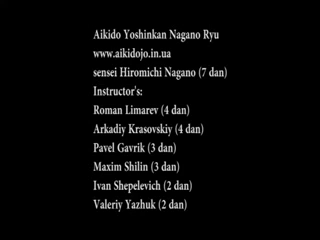 Aikido Yoshinkan Nagano Ryu
www.aikidojo.in.ua
sensei Hiromichi Nagano (7 dan)
Instructor's:
Roman Limarev (4 dan)
Arkadiy Krasovskiy (4 dan)
Pavel Gavrik (3 dan)
Maxim Shilin (3 dan)
Ivan Shepelevich (2 dan)
Valeriy Yazhuk (2 dan)